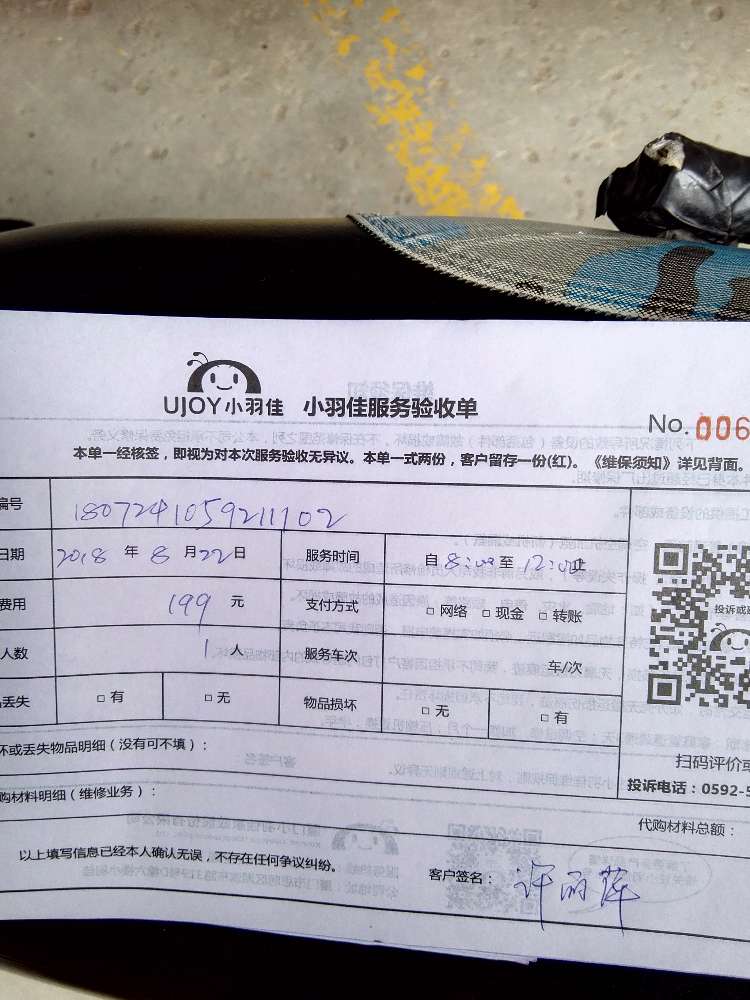 UJOY小羽佳 小羽佳服务验收单
No. 006
本单一经核签，即视为对本次服务验收无异议。本单一式两份，客户留存一份(红)。《维保须知》详见背面。
编号 1807241059211102
日期 2018 年 8 月 22 日 服务时间 自 8:00 至 12:00止
费用 199 元 支付方式 □ 网络 □ 现金 □ 转账
人数 1 人 服务车次 车/次
丢失 □ 有 □ 无 物品损坏 □ 无 □ 有
坏或丢失物品明细（没有可不填）：
扫码评价或
投诉电话：0592-5
购材料明细（维修业务）：
代购材料总额：
以上填写信息已经本人确认无误，不存在任何争议纠纷。
客户签名： 许丽萍